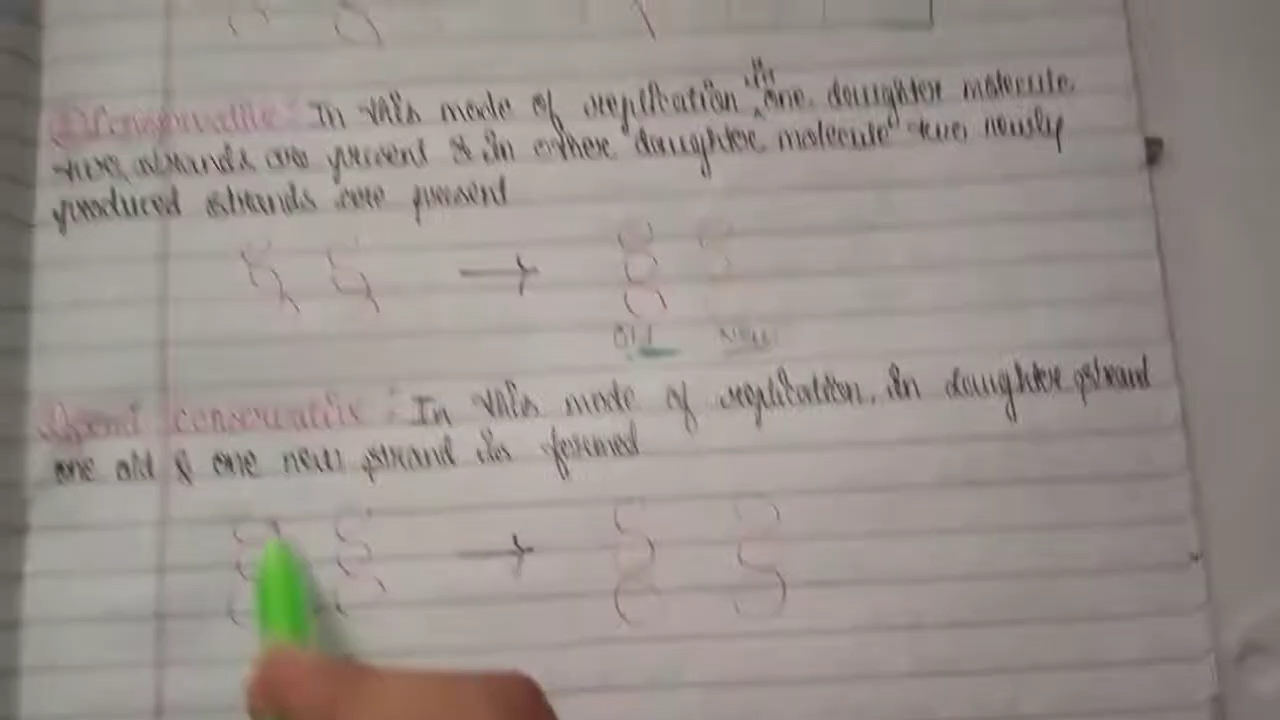 ② Conservative : In this mode of replication in one daughter molecule
two strands are present & in other daughter molecule two newly
produced strands are present
Old New
Semi conservative : In this mode of replication, in daughter strand
one old & one new strand is formed